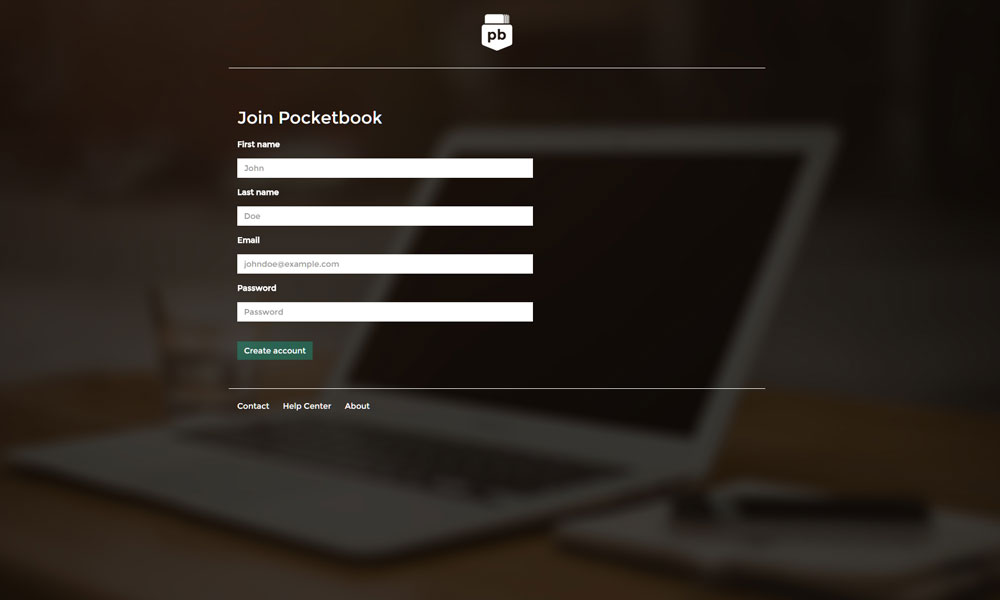 pb
Join Pocketbook
First name
John
Last name
Doe
Email
johndoe@example.com
Password
Password
Create account
Contact Help Center About